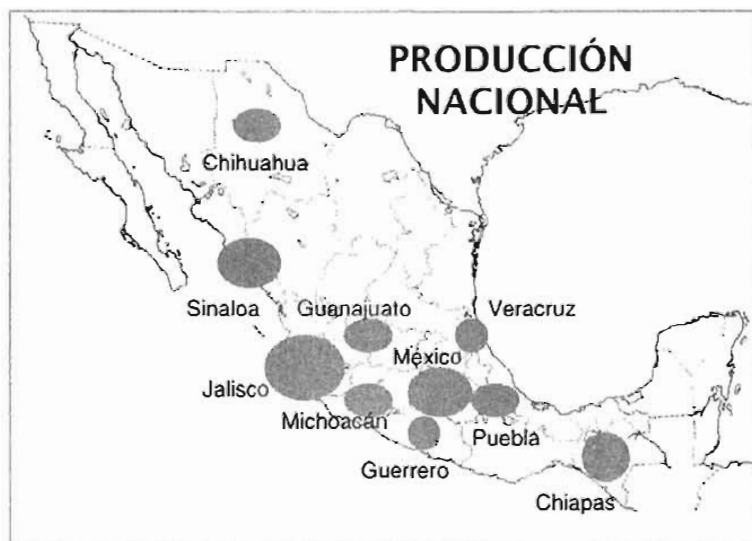 PRODUCCIÓN
NACIONAL
Chihuahua
Sinaloa
Guanajuato
Veracruz
México
Jalisco
Michoacán
Puebla
Guerrero
Chiapas